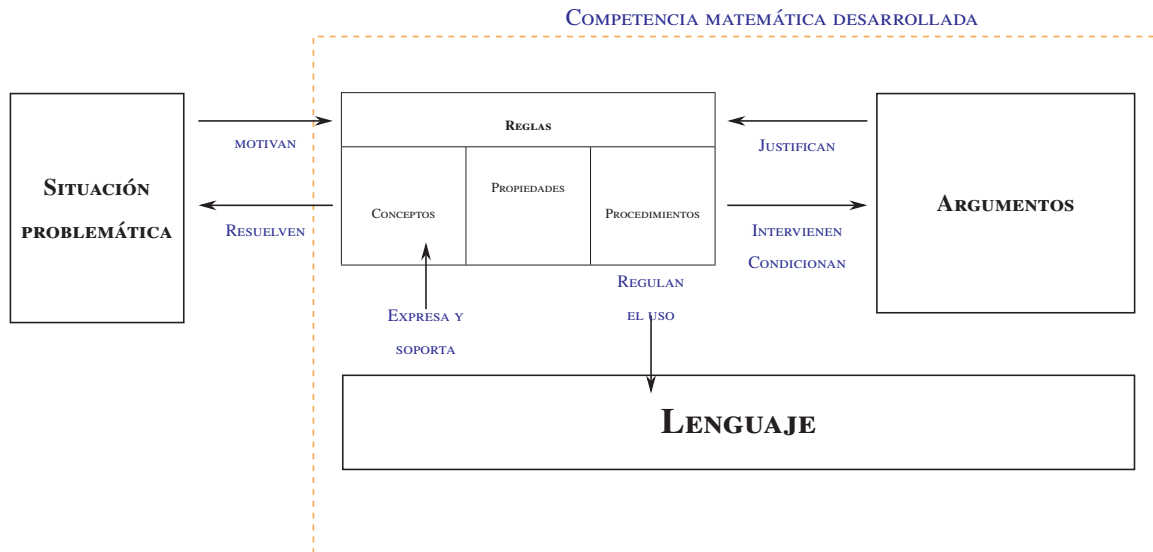 Competencia matemática desarrollada
Situación
problemática
motivan
Resuelven
Reglas
Conceptos
Propiedades
Procedimientos
Justifican
Intervienen
Condicionan
Argumentos
Expresa y
soporta
Regulan
el uso
Lenguaje